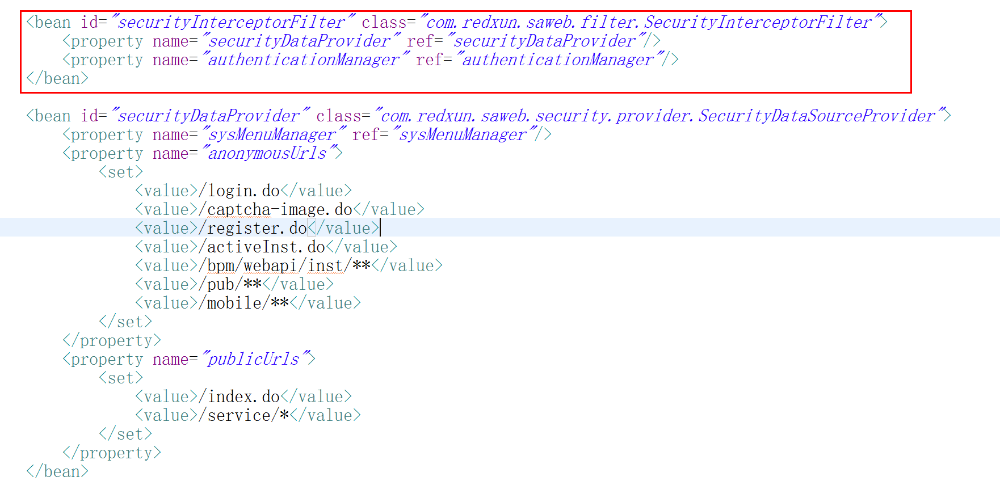 <bean id="securityInterceptorFilter" class="com.redxun.saweb.filter.SecurityInterceptorFilter">
    <property name="securityDataProvider" ref="securityDataProvider"/>
    <property name="authenticationManager" ref="authenticationManager"/>
</bean>
<bean id="securityDataProvider" class="com.redxun.saweb.security.provider.SecurityDataSourceProvider">
    <property name="sysMenuManager" ref="sysMenuManager"/>
    <property name="anonymousUrls">
        <set>
            <value>/login.do</value>
            <value>/captcha-image.do</value>
            <value>/register.do</value>
            <value>/activeInst.do</value>
            <value>/bpm/webapi/inst/**</value>
            <value>/pub/**</value>
            <value>/mobile/**</value>
        </set>
    </property>
    <property name="publicUrls">
        <set>
            <value>/index.do</value>
            <value>/service/*</value>
        </set>
    </property>
</bean>